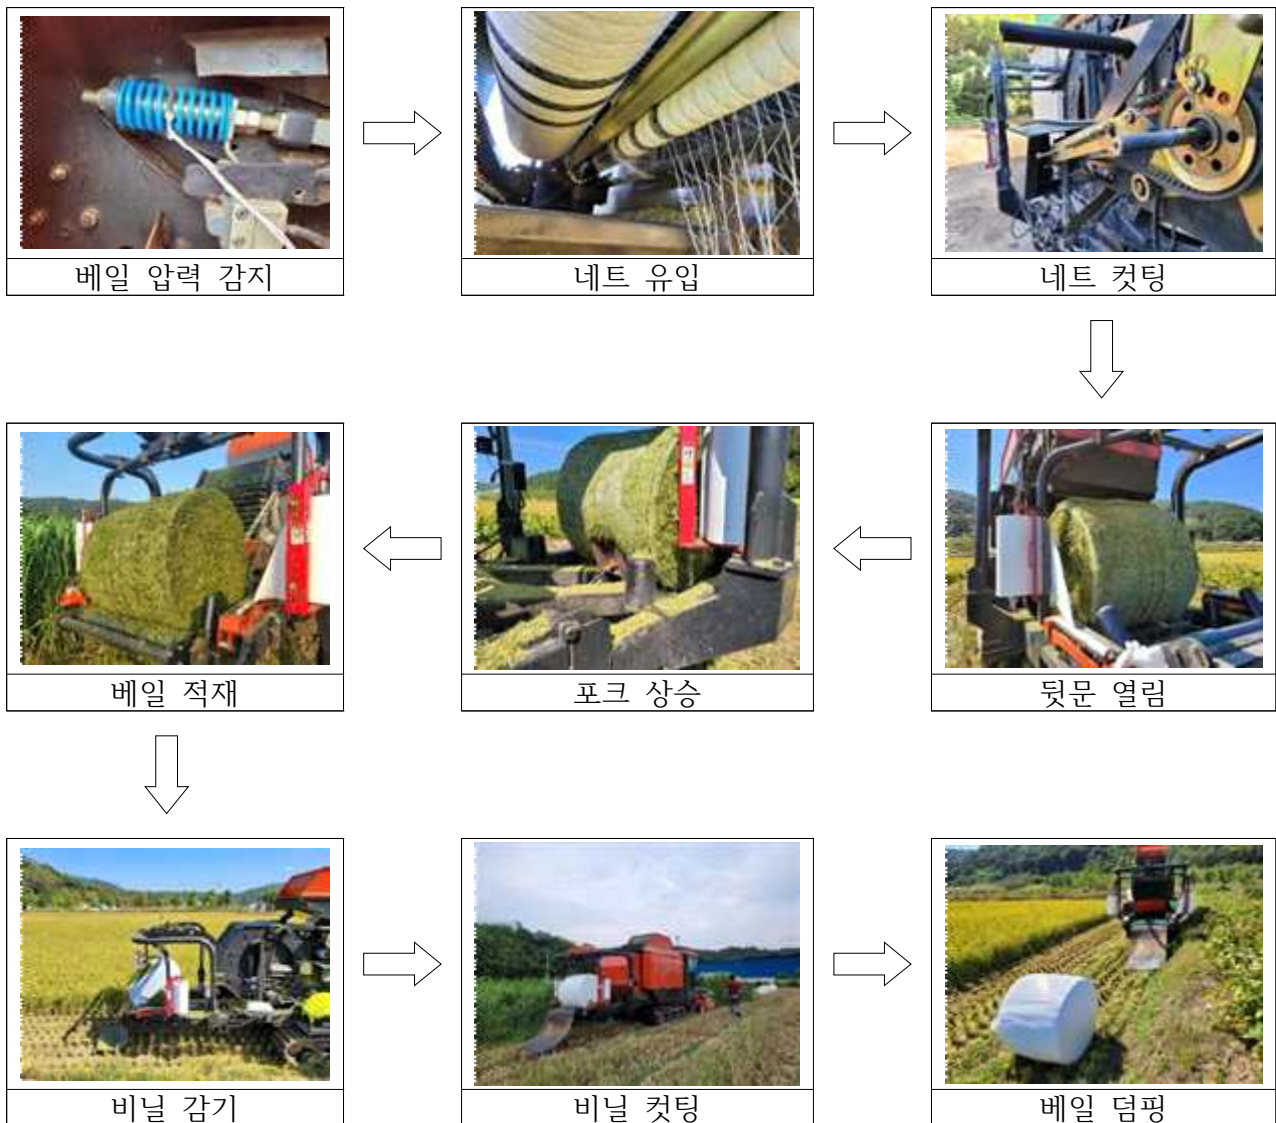 베일 압력 감지
네트 유입
네트 컷팅
뒷문 열림
포크 상승
베일 적재
비닐 감기
비닐 컷팅
베일 덤핑